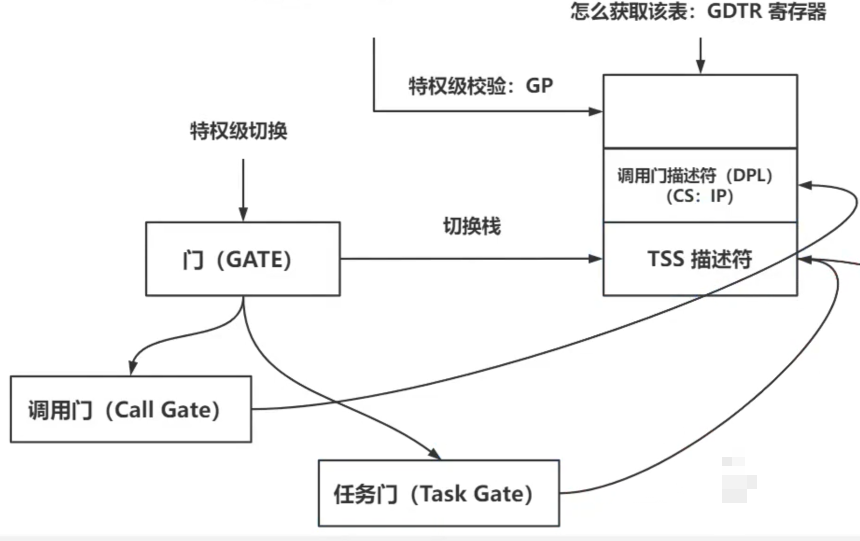 怎么获取该表：GDTR 寄存器
特权级校验：GP
特权级切换
调用门描述符（DPL）
（CS：IP）
切换栈
门（GATE）
TSS 描述符
调用门（Call Gate）
任务门（Task Gate）